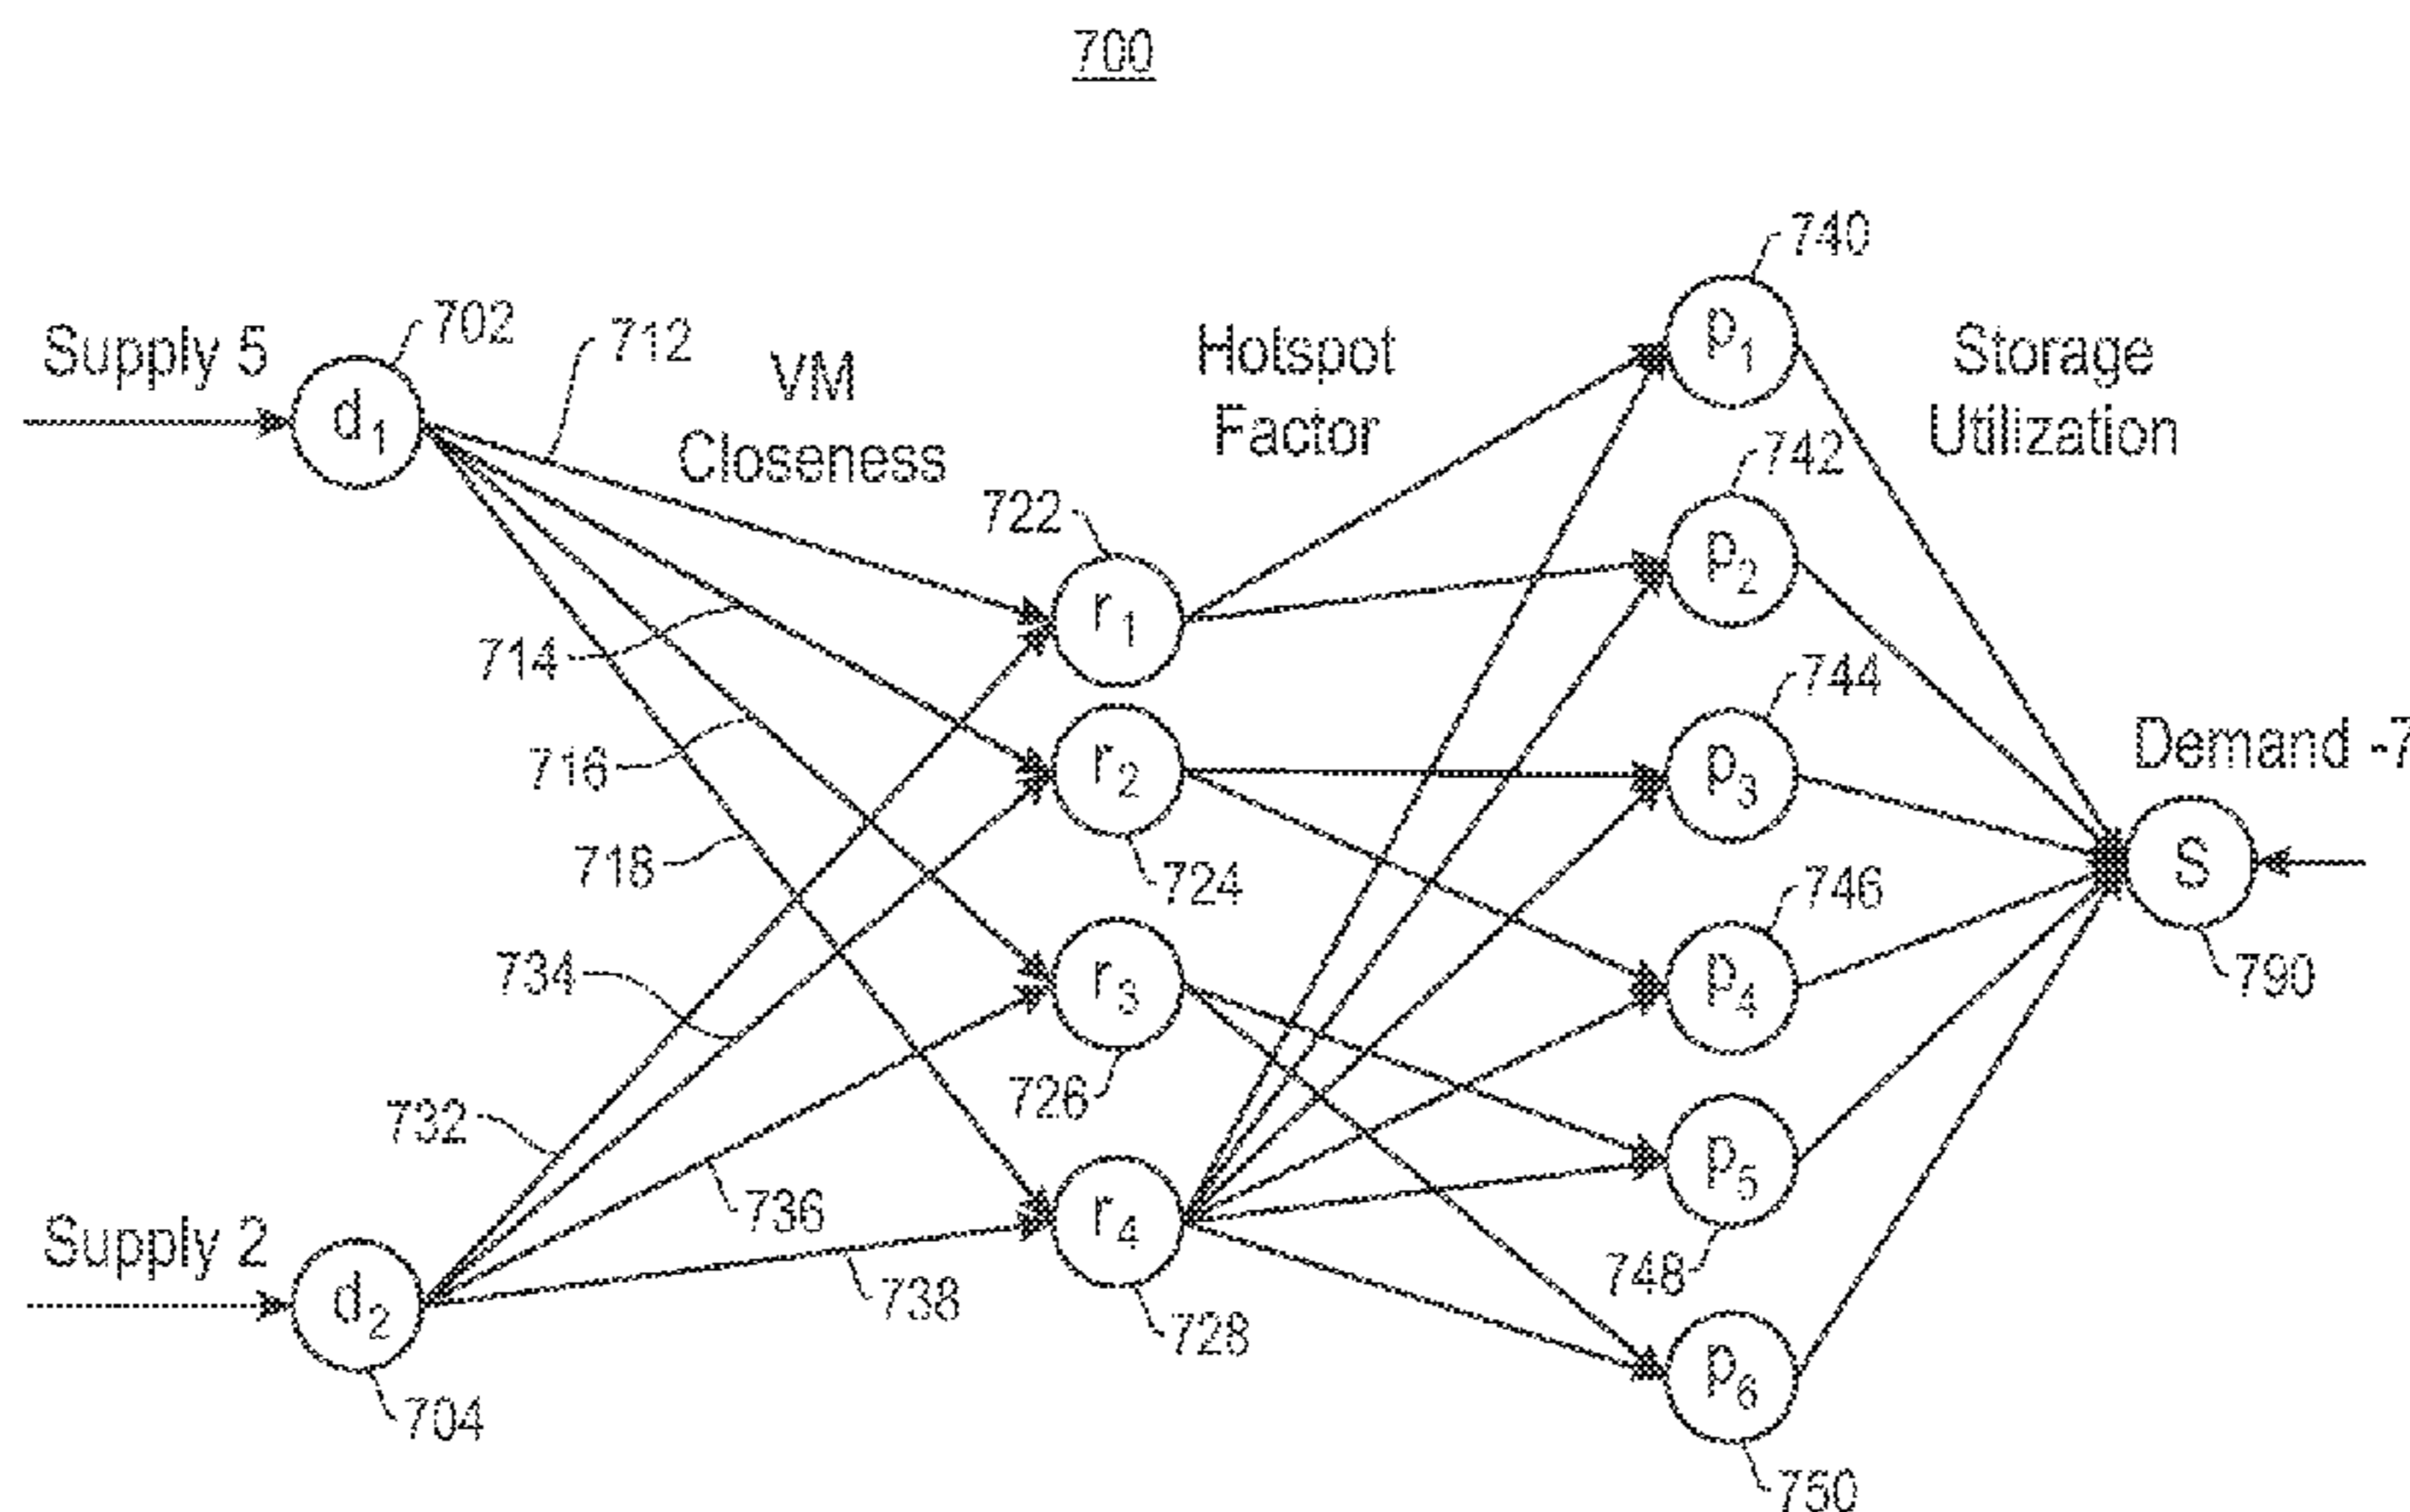 700
740
Supply 5
702
712
VM
Closeness
Hotspot
Factor
p1
Storage
Utilization
d1
742
722
p2
r1
714
744
716
r2
p3
Demand -7
718
724
746
S
734
r3
p4
790
732
726
p5
736
r4
748
Supply 2
738
728
d2
p6
704
750